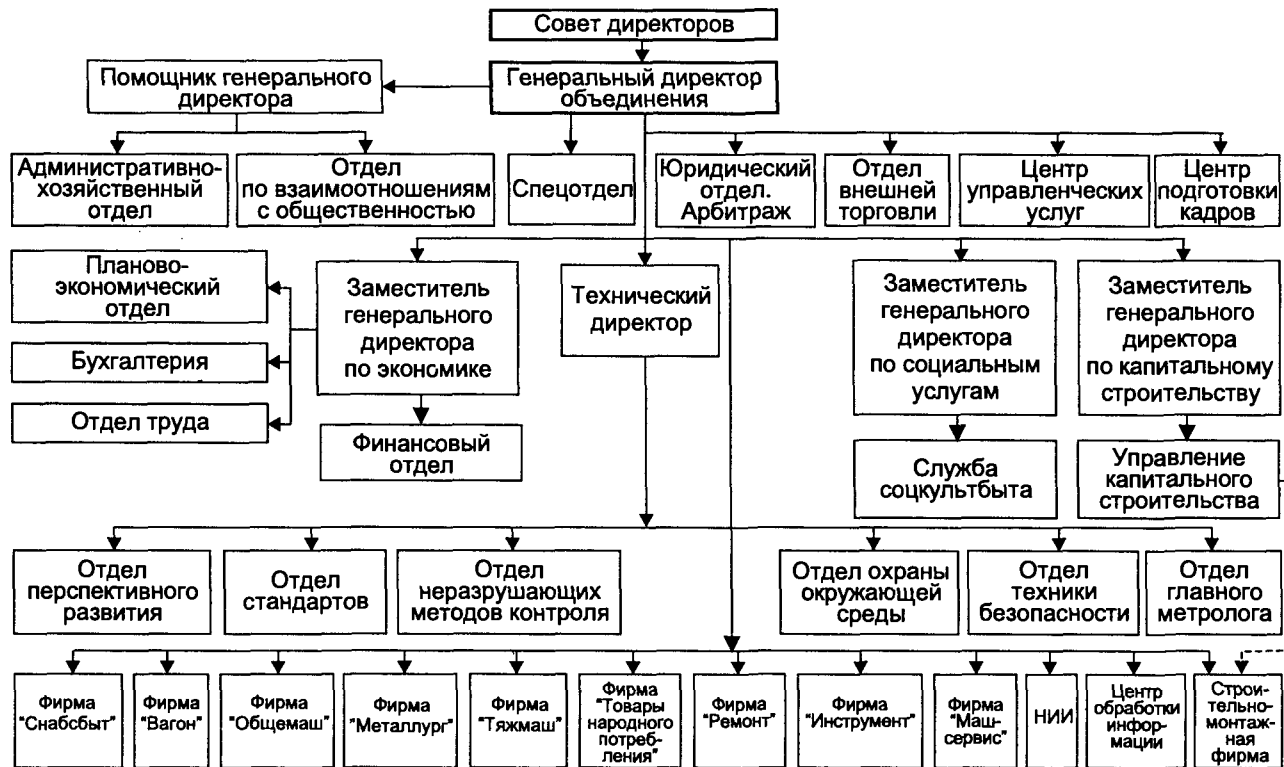 Совет директоров
Помощник генерального
директора
Генеральный директор
объединения
Административно-
хозяйственный
отдел
Отдел
по взаимоотношениям
с общественностью
Спецотдел
Юридический
отдел.
Арбитраж
Отдел
внешней
торговли
Центр
управленческих
услуг
Центр
подготовки
кадров
Планово-
экономический
отдел
Бухгалтерия
Отдел труда
Заместитель
генерального
директора
по экономике
Финансовый
отдел
Технический
директор
Заместитель
генерального
директора
по социальным
услугам
Служба
соцкультбыта
Заместитель
генерального
директора
по капитальному
строительству
Управление
капитального
строительства
Отдел
перспективного
развития
Отдел
стандартов
Отдел
неразрушающих
методов контроля
Отдел охраны
окружающей
среды
Отдел
техники
безопасности
Отдел
главного
метролога
Фирма
"Снабсбыт"
Фирма
"Вагон"
Фирма
"Общемаш"
Фирма
"Металлург"
Фирма
"Тяжмаш"
Фирма
"Товары
народного
потреб-
ления"
Фирма
"Ремонт"
Фирма
"Инструмент"
Фирма
"Маш-
сервис"
НИИ
Центр
обработки
инфор-
мации
Строи-
тельно-
монтаж-
ная
фирма